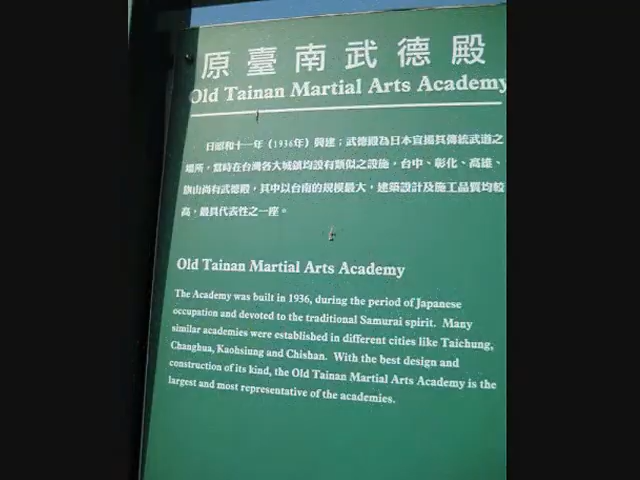 原臺南武德殿
Old Tainan Martial Arts Academy
日昭和十一年（1936年）興建；武德殿為日本宣揚其傳統武道之
場所，當時在台灣各大城鎮均設有類似之設施，台中、彰化、高雄、
旗山尚有武德殿，其中以台南的規模最大，建築設計及施工品質均較
高，最具代表性之一座。
Old Tainan Martial Arts Academy
The Academy was built in 1936, during the period of Japanese
occupation and devoted to the traditional Samurai spirit. Many
similar academies were established in different cities like Taichung,
Changhua, Kaohsiung and Chishan. With the best design and
construction of its kind, the Old Tainan Martial Arts Academy is the
largest and most representative of the academies.